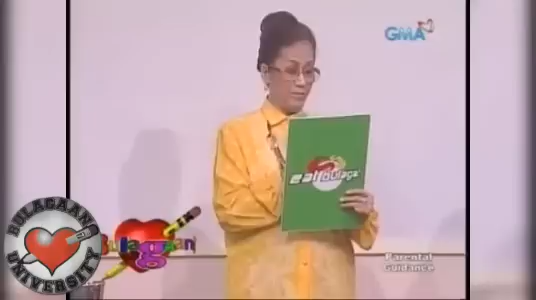 GMA
eat bulaga!
Bulagaan
BULAGAAN
UNIVERSITY
Parental
Guidance